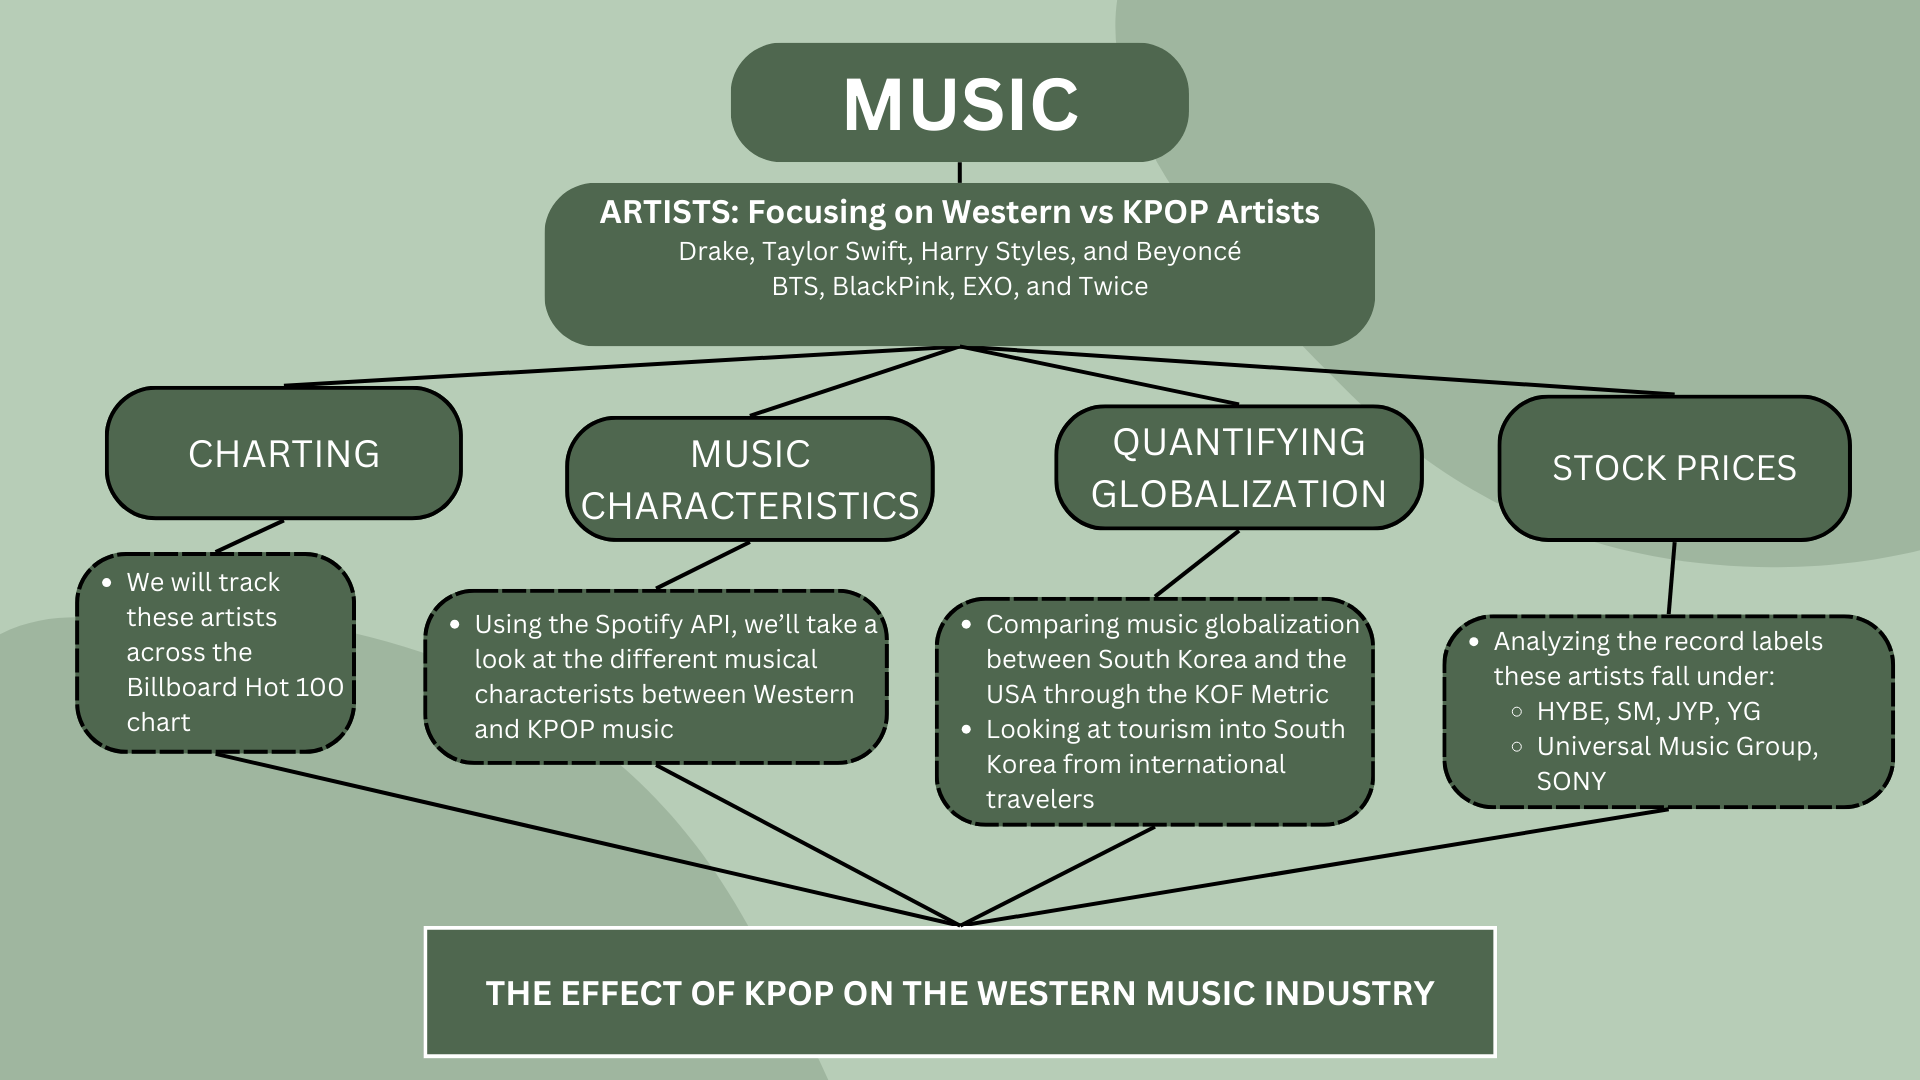 MUSIC
ARTISTS: Focusing on Western vs KPOP Artists
Drake, Taylor Swift, Harry Styles, and Beyoncé
BTS, BlackPink, EXO, and Twice
CHARTING
We will track
these artists
across the
Billboard Hot 100
chart
MUSIC
CHARACTERISTICS
Using the Spotify API, we’ll take a
look at the different musical
characterists between Western
and KPOP music
QUANTIFYING
GLOBALIZATION
Comparing music globalization
between South Korea and the
USA through the KOF Metric
Looking at tourism into South
Korea from international
travelers
STOCK PRICES
Analyzing the record labels
these artists fall under:
HYBE, SM, JYP, YG
Universal Music Group,
SONY
THE EFFECT OF KPOP ON THE WESTERN MUSIC INDUSTRY